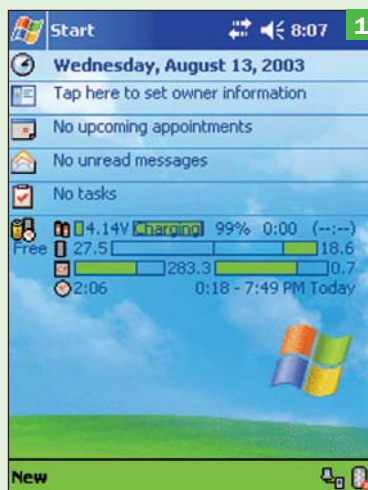 Start 8:07 1
Wednesday, August 13, 2003
Tap here to set owner information
No upcoming appointments
No unread messages
No tasks
4.14V Charging 99% 0:00 (--:--)
Free 27.5 18.6
283.3 0.7
2:06 0:18 - 7:49 PM Today
New